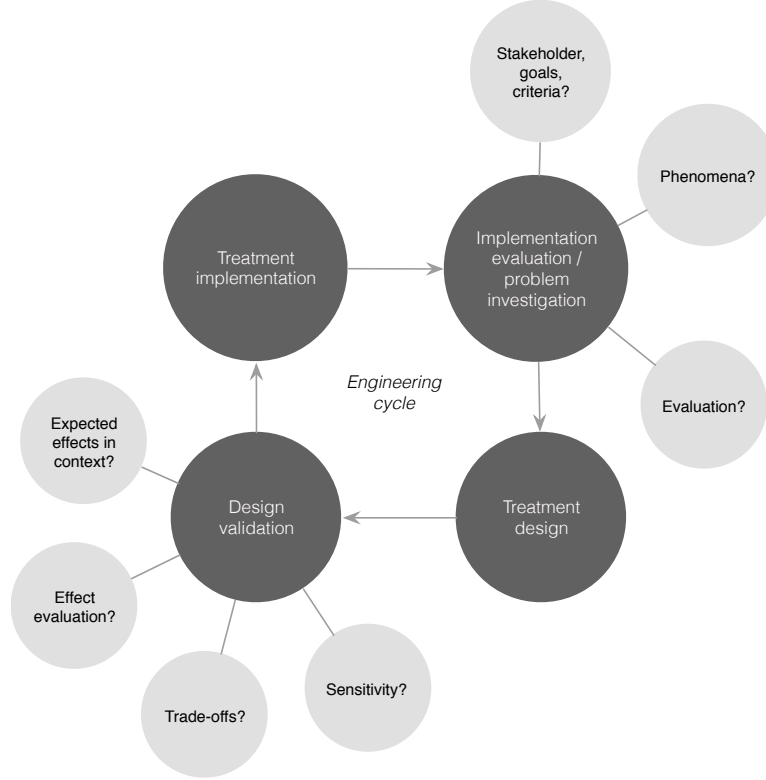 Stakeholder,
goals,
criteria?
Phenomena?
Treatment
implementation
Implementation
evaluation /
problem
investigation
Engineering
cycle
Evaluation?
Expected
effects in
context?
Design
validation
Treatment
design
Effect
evaluation?
Trade-offs?
Sensitivity?